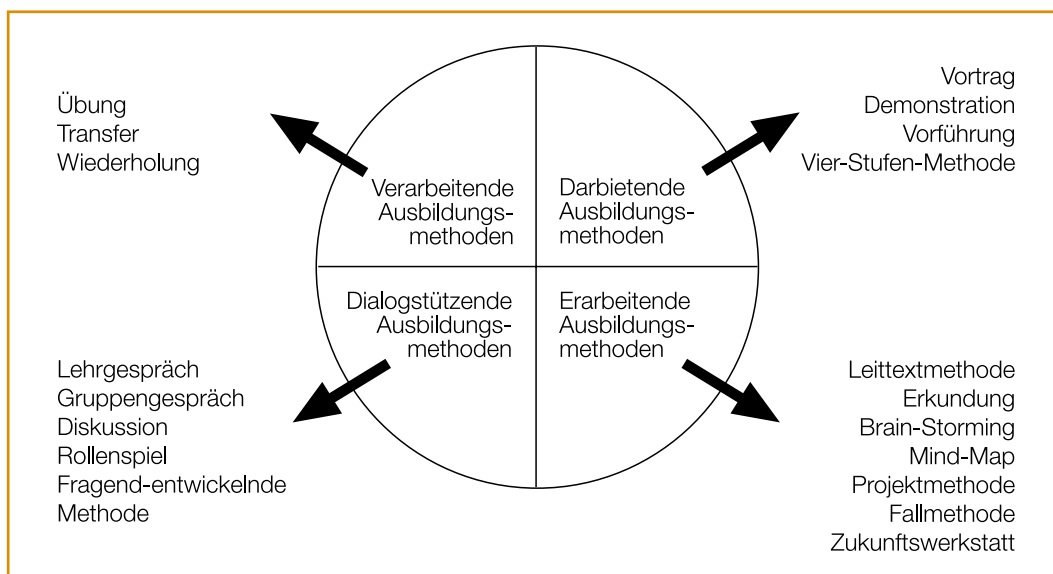 Übung
Transfer
Wiederholung
Vortrag
Demonstration
Vorführung
Vier-Stufen-Methode
Verarbeitende
Ausbildungs-
methoden
Darbietende
Ausbildungs-
methoden
Dialogstützende
Ausbildungs-
methoden
Erarbeitende
Ausbildungs-
methoden
Lehrgespräch
Gruppengespräch
Diskussion
Rollenspiel
Fragend-entwickelnde
Methode
Leittextmethode
Erkundung
Brain-Storming
Mind-Map
Projektmethode
Fallmethode
Zukunftswerkstatt